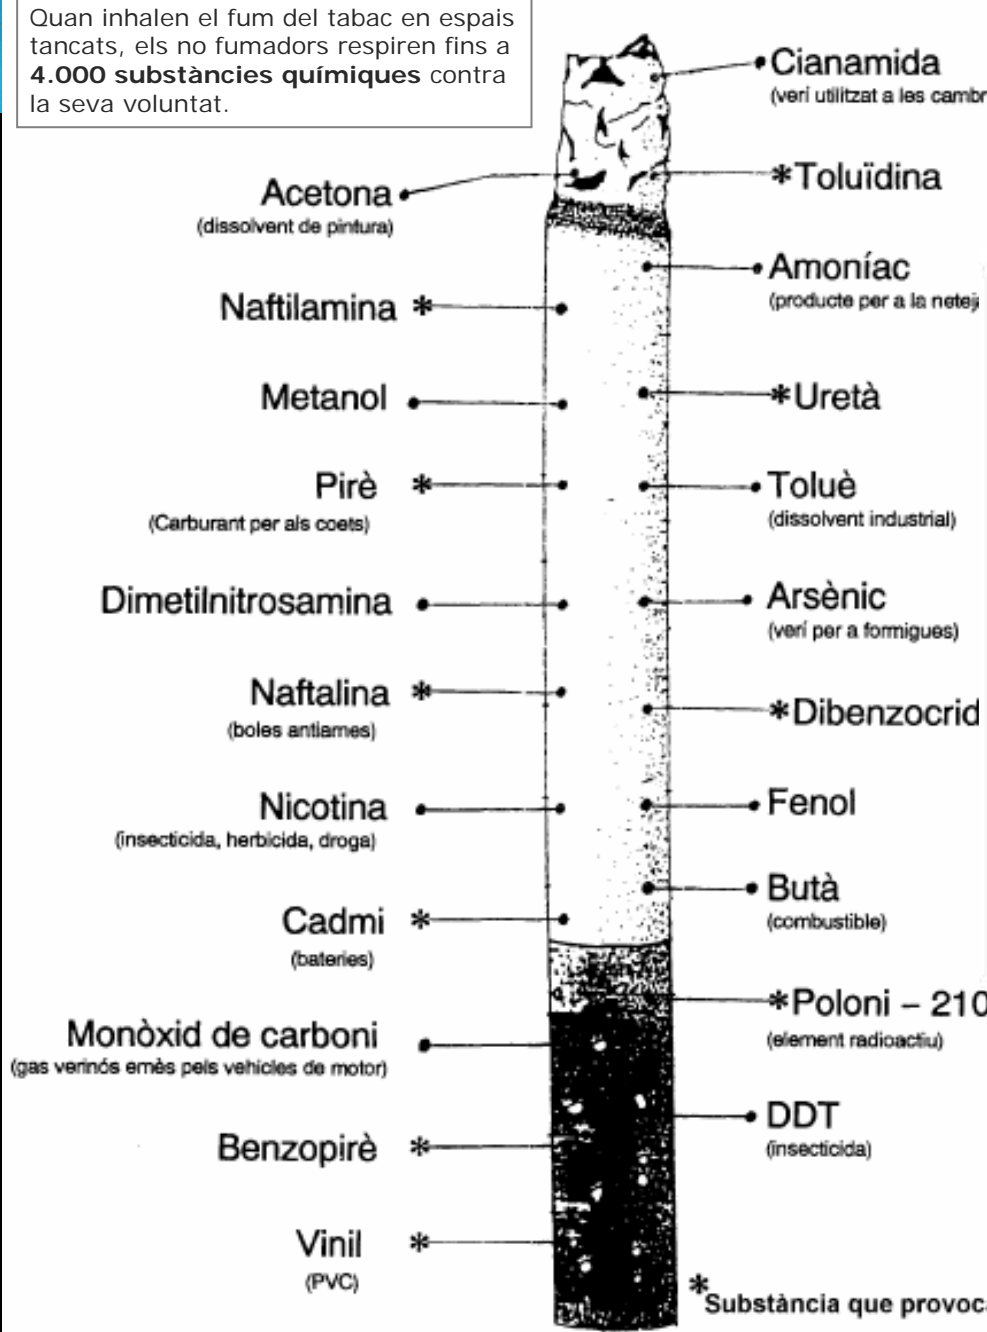 Quan inhalen el fum del tabac en espais
tancats, els no fumadors respiren fins a
4.000 substàncies químiques contra
la seva voluntat.
Cianamida
(verí utilitzat a les cambr
Acetona
(dissolvent de pintura)
*Toluïdina
Amoníac
(producte per a la netej
Naftilamina *
Metanol
*Uretà
Pirè *
(Carburant per als coets)
Toluè
(dissolvent industrial)
Dimetilnitrosamina
Arsènic
(verí per a formigues)
Naftalina *
(boles antiarnes)
*Dibenzocrid
Nicotina
(insecticida, herbicida, droga)
Fenol
Butà
(combustible)
Cadmi *
(bateries)
*Poloni – 210
(element radioactiu)
Monòxid de carboni
(gas verinós emès pels vehicles de motor)
DDT
(insecticida)
Benzopirè *
Vinil *
(PVC)
*Substància que provoca